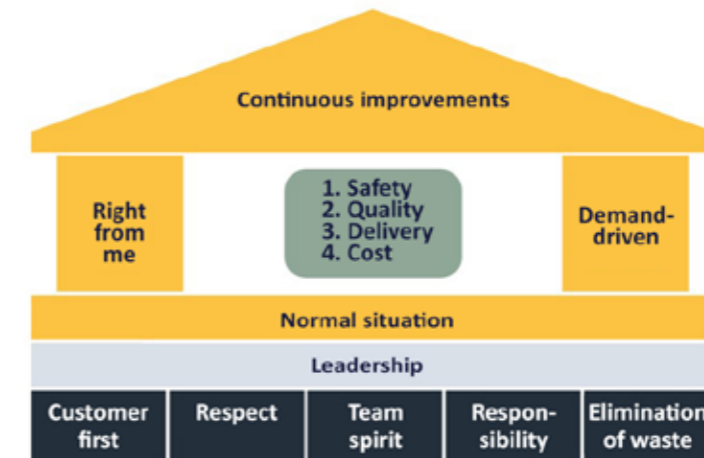 Continuous improvements
Right
from
me
1. Safety
2. Quality
3. Delivery
4. Cost
Demand-
driven
Normal situation
Leadership
Customer
first
Respect
Team
spirit
Respon-
sibility
Elimination
of waste